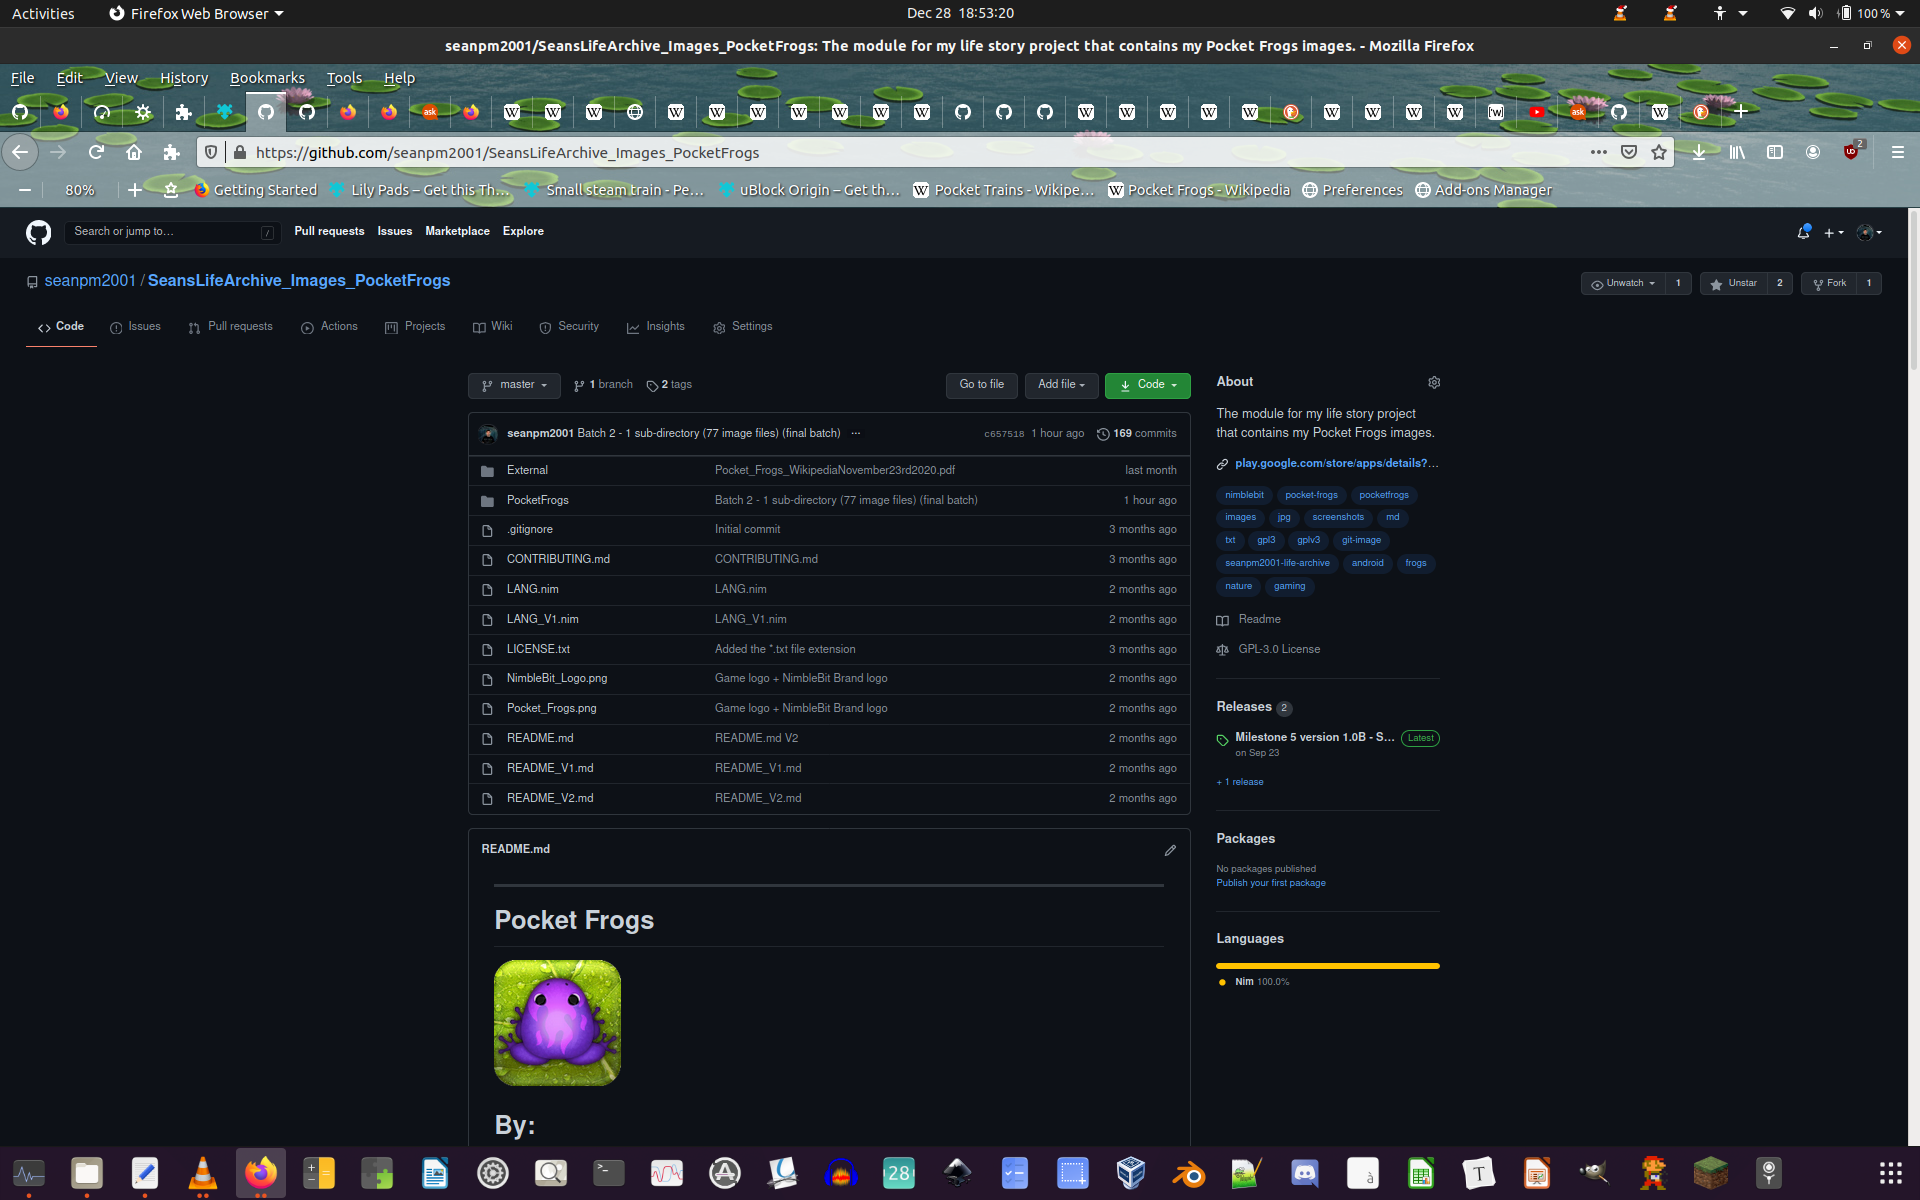 Activities Firefox Web Browser Dec 28 18:53:20 100 %
seanpm2001/SeansLifeArchive_Images_PocketFrogs: The module for my life story project that contains my Pocket Frogs images. - Mozilla Firefox
File Edit View History Bookmarks Tools Help
https://github.com/seanpm2001/SeansLifeArchive_Images_PocketFrogs 2
80% Getting Started Lily Pads – Get this Th… Small steam train - Pe… uBlock Origin – Get th… Pocket Trains - Wikipe… Pocket Frogs - Wikipedia Preferences Add-ons Manager
Search or jump to… / Pull requests Issues Marketplace Explore
seanpm2001 / SeansLifeArchive_Images_PocketFrogs Unwatch 1 Unstar 2 Fork 1
Code Issues Pull requests Actions Projects Wiki Security Insights Settings
master 1 branch 2 tags Go to file Add file Code
seanpm2001 Batch 2 - 1 sub-directory (77 image files) (final batch) … c657518 1 hour ago 169 commits
External Pocket_Frogs_WikipediaNovember23rd2020.pdf last month
PocketFrogs Batch 2 - 1 sub-directory (77 image files) (final batch) 1 hour ago
.gitignore Initial commit 3 months ago
CONTRIBUTING.md CONTRIBUTING.md 3 months ago
LANG.nim LANG.nim 2 months ago
LANG_V1.nim LANG_V1.nim 2 months ago
LICENSE.txt Added the *.txt file extension 3 months ago
NimbleBit_Logo.png Game logo + NimbleBit Brand logo 2 months ago
Pocket_Frogs.png Game logo + NimbleBit Brand logo 2 months ago
README.md README.md V2 2 months ago
README_V1.md README_V1.md 2 months ago
README_V2.md README_V2.md 2 months ago
README.md
Pocket Frogs
By:
About
The module for my life story project
that contains my Pocket Frogs images.
play.google.com/store/apps/details?…
nimblebit pocket-frogs pocketfrogs
images jpg screenshots md
txt gpl3 gplv3 git-image
seanpm2001-life-archive android frogs
nature gaming
Readme
GPL-3.0 License
Releases 2
Milestone 5 version 1.0B - S… Latest
on Sep 23
+ 1 release
Packages
No packages published
Publish your first package
Languages
Nim 100.0%
28